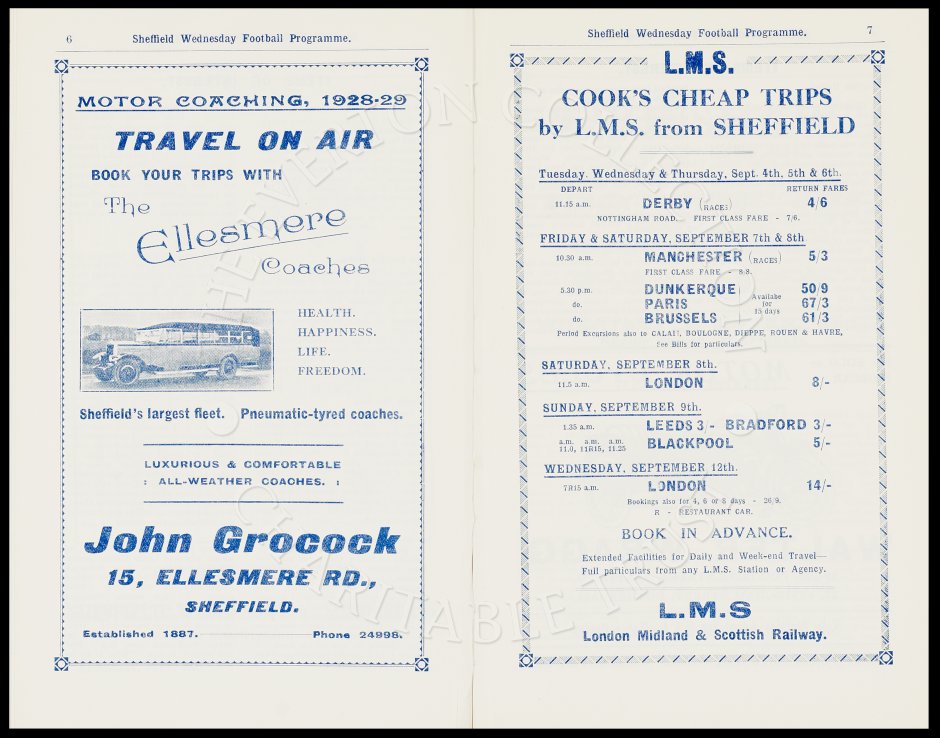 6
Sheffield Wednesday Football Programme.
MOTOR COACHING, 1928-29
TRAVEL ON AIR
BOOK YOUR TRIPS WITH
The
Ellesmere
Coaches
HEALTH.
HAPPINESS.
LIFE.
FREEDOM.
Sheffield's largest fleet. Pneumatic-tyred coaches.
LUXURIOUS & COMFORTABLE
: ALL-WEATHER COACHES. :
John Grocock
15, ELLESMERE RD.,
SHEFFIELD.
Established 1887. Phone 24998.
Sheffield Wednesday Football Programme. 7
L.M.S.
COOK'S CHEAP TRIPS
by L.M.S. from SHEFFIELD
Tuesday, Wednesday & Thursday, Sept. 4th, 5th & 6th.
DEPART RETURN FARES
11.15 a.m. DERBY (RACES) 4/6
NOTTINGHAM ROAD. FIRST CLASS FARE - 7/6.
FRIDAY & SATURDAY, SEPTEMBER 7th & 8th
10.30 a.m. MANCHESTER (RACES) 5/3
FIRST CLASS FARE - 8/8.
5.30 p.m. DUNKERQUE 50/9
do. PARIS 67/3
do. BRUSSELS 61/3
Availabe
for
15 days
Period Excursions also to CALAIS, BOULOGNE, DIEPPE, ROUEN & HAVRE,
See Bills for particulars.
SATURDAY, SEPTEMBER 8th.
11.5 a.m. LONDON 8/-
SUNDAY, SEPTEMBER 9th.
1.35 a.m. LEEDS 3/- BRADFORD 3/-
a.m. a.m. a.m.
11.0, 11R15, 11.25 BLACKPOOL 5/-
WEDNESDAY, SEPTEMBER 12th.
7R15 a.m. LONDON 14/-
Bookings also for 4, 6 or 8 days - 26/9.
R - RESTAURANT CAR.
BOOK IN ADVANCE.
Extended Facilities for Daily and Week-end Travel—
Full particulars from any L.M.S. Station or Agency.
L.M.S
London Midland & Scottish Railway.
THE HEVERTON COLLECTION
CHARITABLE TRUST